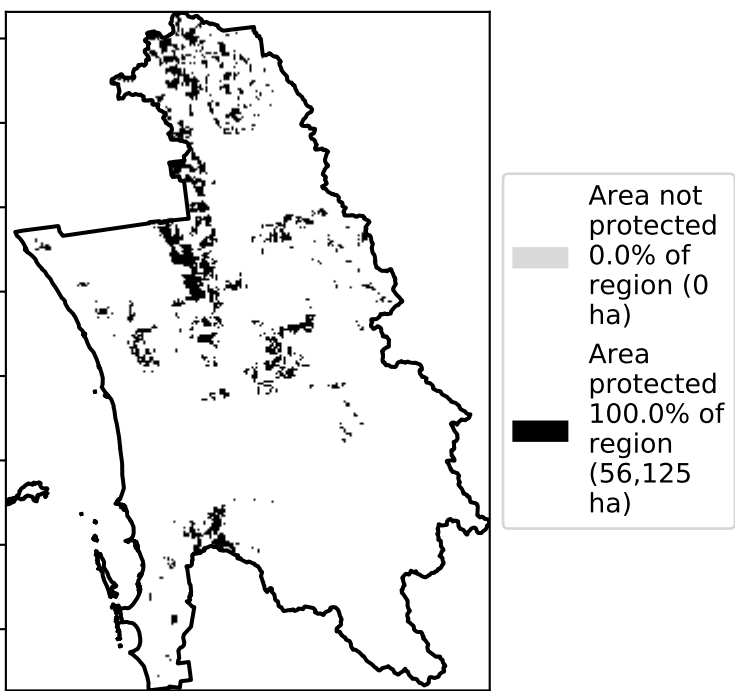 Area not
protected
0.0% of
region (0
ha)
Area
protected
100.0% of
region
(56,125
ha)